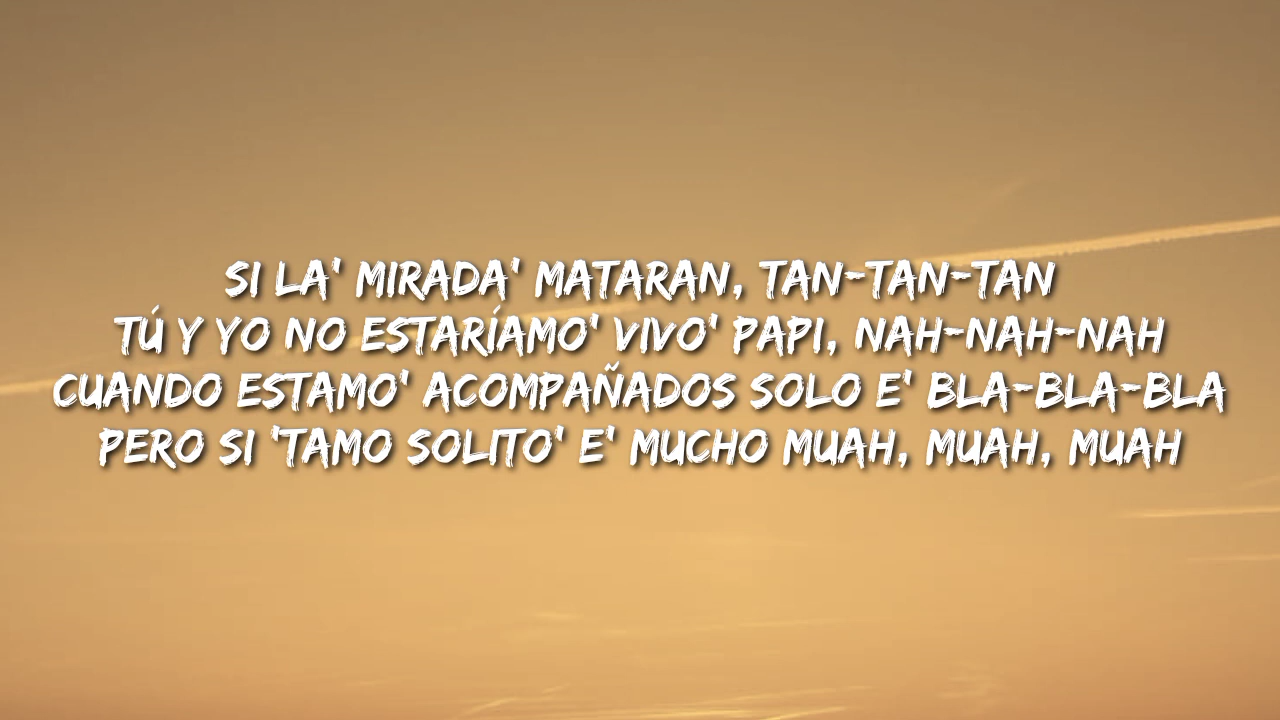 SI LA' MIRADA' MATARAN, TAN-TAN-TAN
TÚ Y YO NO ESTARÍAMO' VIVO' PAPI, NAH-NAH-NAH
CUANDO ESTAMO' ACOMPAÑADOS SOLO E' BLA-BLA-BLA
PERO SI 'TAMO SOLITO' E' MUCHO MUAH, MUAH, MUAH